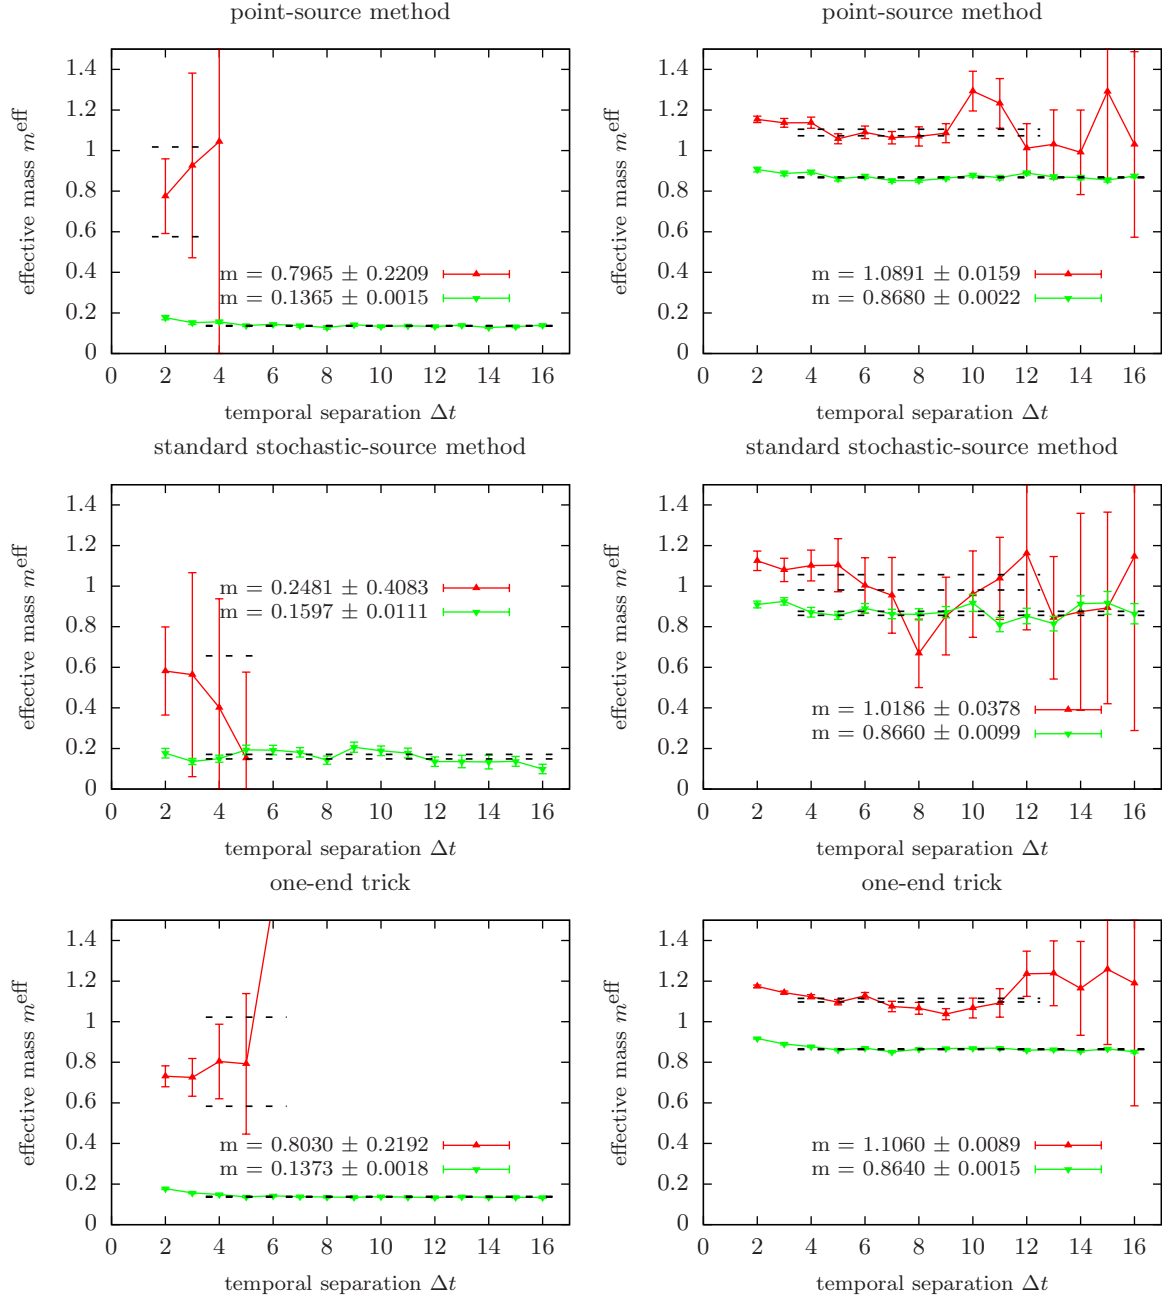 point-source method
effective mass m^eff
1.4
1.2
1
0.8
0.6
0.4
0.2
0
m = 0.7965 ± 0.2209
m = 0.1365 ± 0.0015
0 2 4 6 8 10 12 14 16
temporal separation Δt
point-source method
effective mass m^eff
1.4
1.2
1
0.8
0.6
0.4
0.2
0
m = 1.0891 ± 0.0159
m = 0.8680 ± 0.0022
0 2 4 6 8 10 12 14 16
temporal separation Δt
standard stochastic-source method
effective mass m^eff
1.4
1.2
1
0.8
0.6
0.4
0.2
0
m = 0.2481 ± 0.4083
m = 0.1597 ± 0.0111
0 2 4 6 8 10 12 14 16
temporal separation Δt
standard stochastic-source method
effective mass m^eff
1.4
1.2
1
0.8
0.6
0.4
0.2
0
m = 1.0186 ± 0.0378
m = 0.8660 ± 0.0099
0 2 4 6 8 10 12 14 16
temporal separation Δt
one-end trick
effective mass m^eff
1.4
1.2
1
0.8
0.6
0.4
0.2
0
m = 0.8030 ± 0.2192
m = 0.1373 ± 0.0018
0 2 4 6 8 10 12 14 16
temporal separation Δt
one-end trick
effective mass m^eff
1.4
1.2
1
0.8
0.6
0.4
0.2
0
m = 1.1060 ± 0.0089
m = 0.8640 ± 0.0015
0 2 4 6 8 10 12 14 16
temporal separation Δt